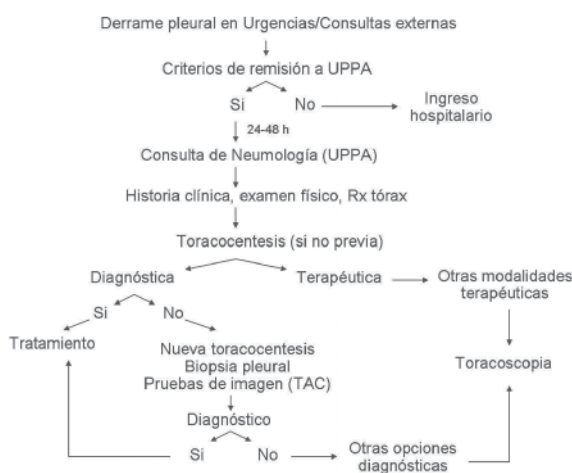 Derrame pleural en Urgencias/Consultas externas
Criterios de remisión a UPPA
Si
No
Ingreso
hospitalario
24-48 h
Consulta de Neumología (UPPA)
Historia clínica, examen físico, Rx tórax
Toracocentesis (si no previa)
Diagnóstica
Terapéutica
Otras modalidades
terapéuticas
Si
No
Tratamiento
Nueva toracocentesis
Biopsia pleural
Pruebas de imagen (TAC)
Toracoscopia
Diagnóstico
Si
No
Otras opciones
diagnósticas